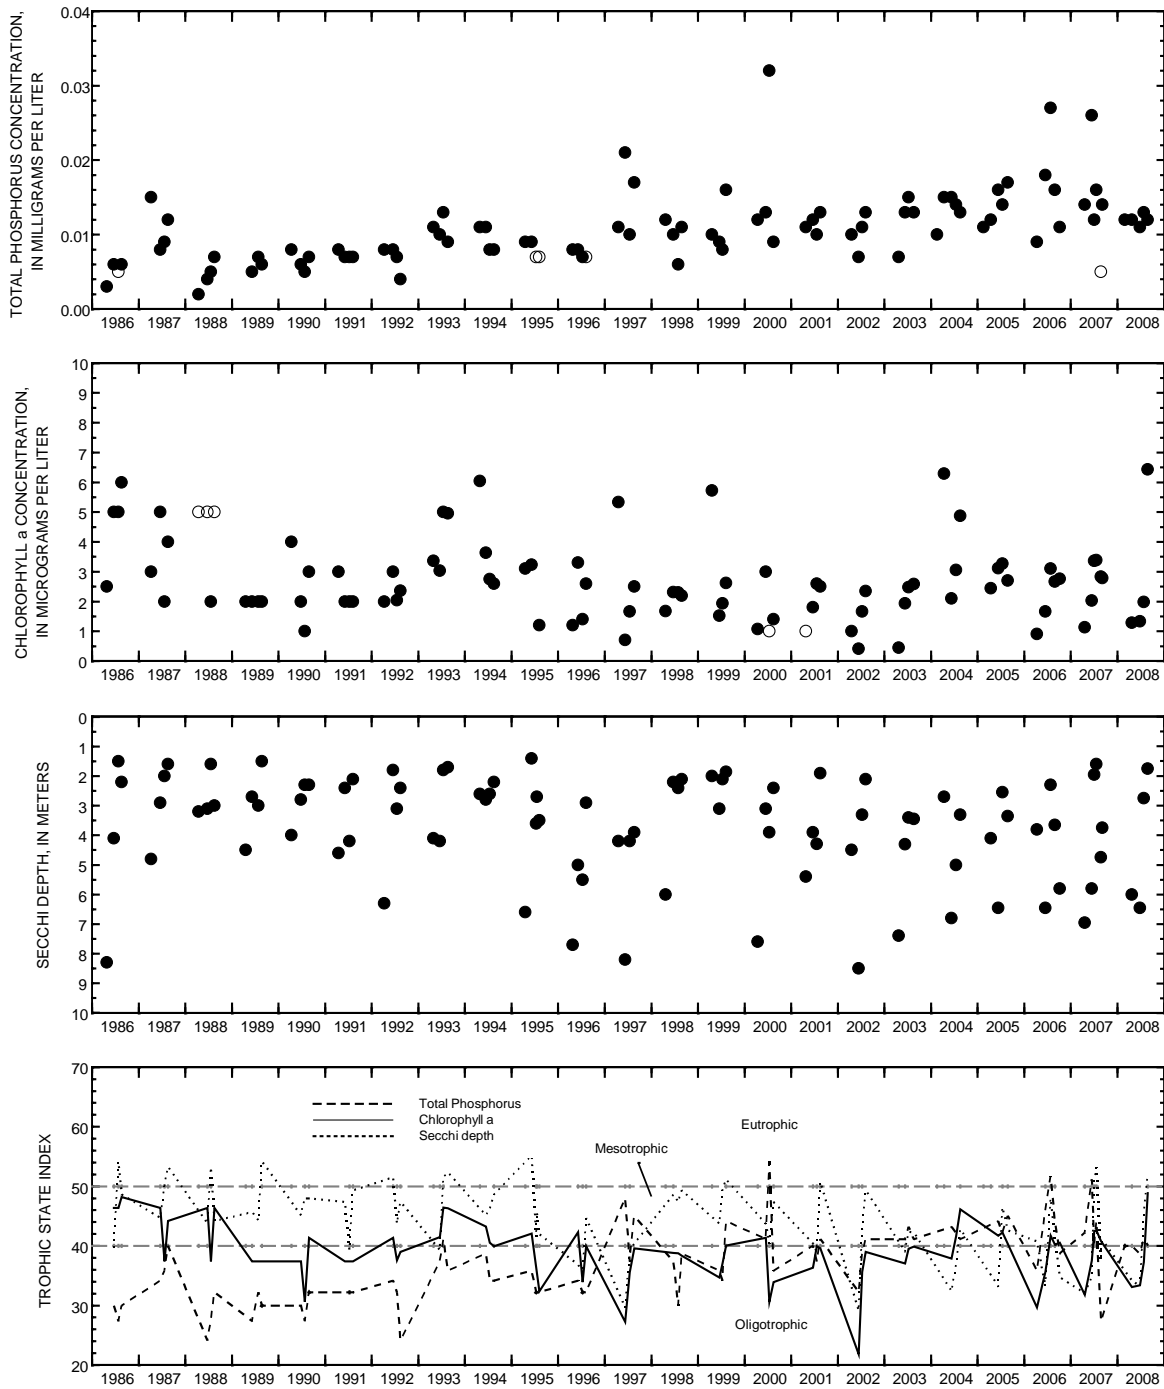 TOTAL PHOSPHORUS CONCENTRATION,
IN MILLIGRAMS PER LITER
0.04
0.03
0.02
0.01
0.00
1986 1987 1988 1989 1990 1991 1992 1993 1994 1995 1996 1997 1998 1999 2000 2001 2002 2003 2004 2005 2006 2007 2008
CHLOROPHYLL a CONCENTRATION,
IN MICROGRAMS PER LITER
10
9
8
7
6
5
4
3
2
1
0
1986 1987 1988 1989 1990 1991 1992 1993 1994 1995 1996 1997 1998 1999 2000 2001 2002 2003 2004 2005 2006 2007 2008
SECCHI DEPTH, IN METERS
0
1
2
3
4
5
6
7
8
9
10
1986 1987 1988 1989 1990 1991 1992 1993 1994 1995 1996 1997 1998 1999 2000 2001 2002 2003 2004 2005 2006 2007 2008
TROPHIC STATE INDEX
70
60
50
40
30
20
Total Phosphorus
Chlorophyll a
Secchi depth
Eutrophic
Mesotrophic
Oligotrophic
1986 1987 1988 1989 1990 1991 1992 1993 1994 1995 1996 1997 1998 1999 2000 2001 2002 2003 2004 2005 2006 2007 2008